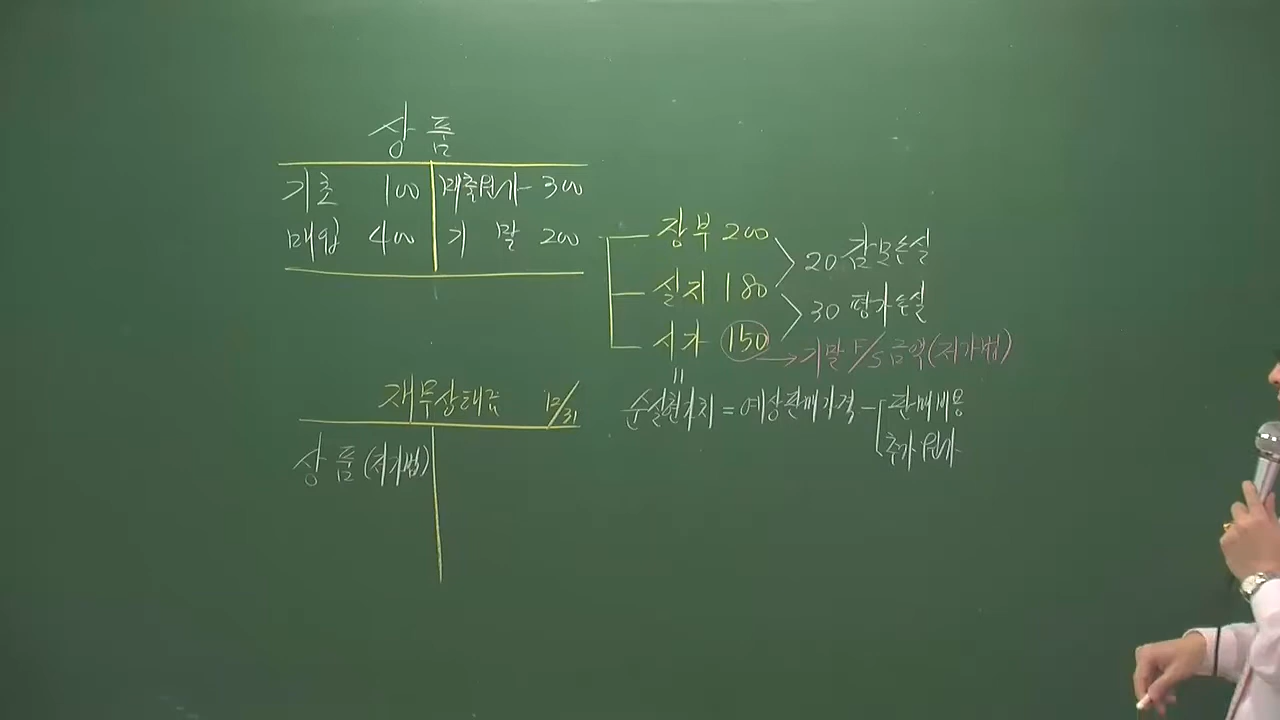 상품
기초 100 매출원가 300
매입 400 기말 200
장부 200
실지 180
시가 150
20 감모손실
30 평가손실
→ 기말 F/S 금액(저가법)
=
순실현가치 = 예상판매가격 - 판매비용
추가원가
재무상태표 12/31
상품(저가법)